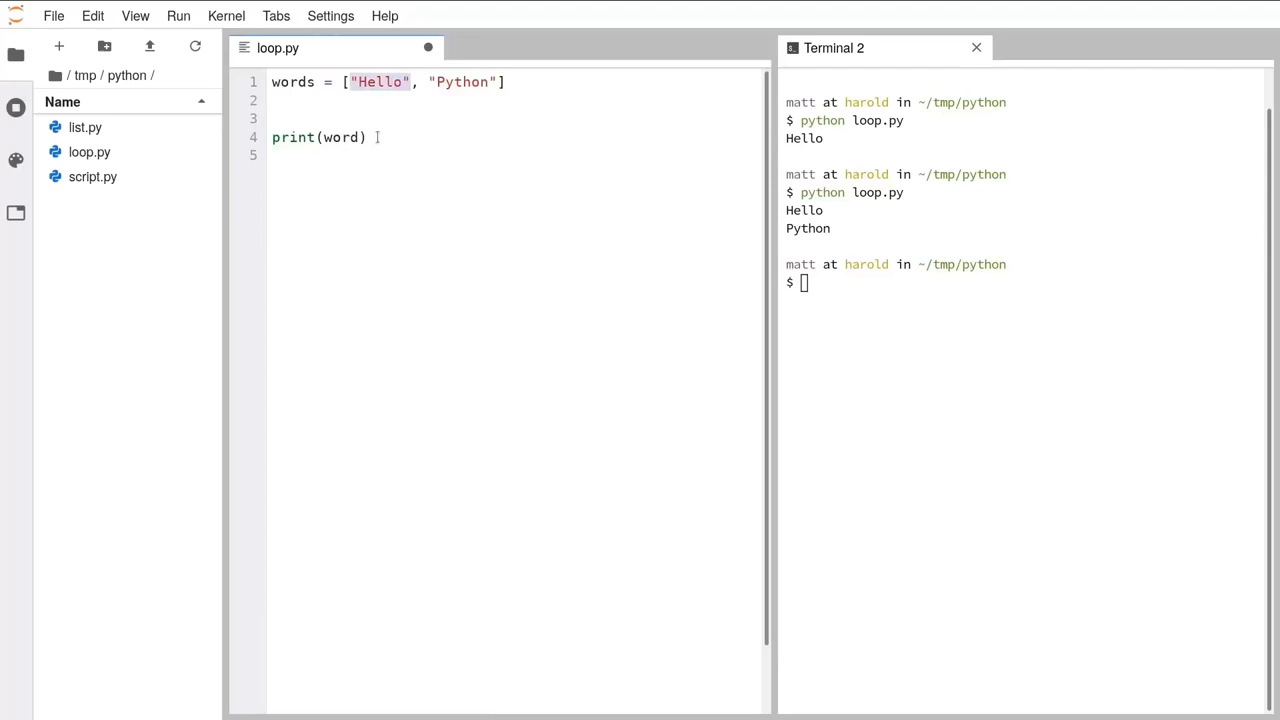 File Edit View Run Kernel Tabs Settings Help
/ tmp / python /
Name
list.py
loop.py
script.py
loop.py
1 words = ["Hello", "Python"]
2
3
4 print(word)
5
Terminal 2
matt at harold in ~/tmp/python
$ python loop.py
Hello
matt at harold in ~/tmp/python
$ python loop.py
Hello
Python
matt at harold in ~/tmp/python
$